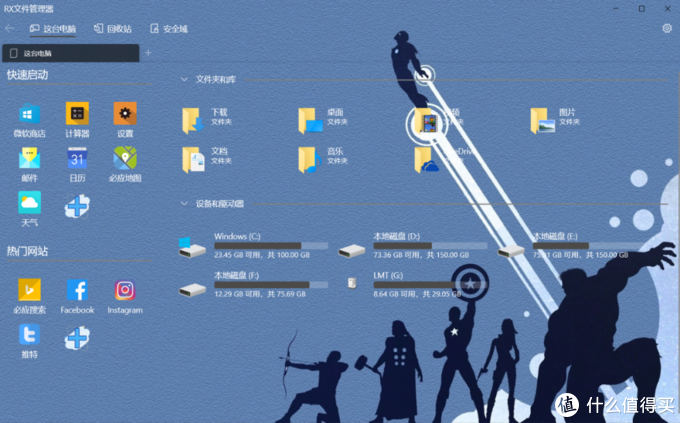 RX文件管理器
这台电脑 回收站 安全域
这台电脑
快速启动
微软商店 计算器 设置
邮件 日历 必应地图
31
天气
热门网站
必应搜索 Facebook Instagram
推特
文件夹和库
下载 桌面 图片
文件夹 文件夹 文件夹 文件夹
文档 音乐
文件夹 文件夹 文件夹
设备和驱动器
Windows (C:) 本地磁盘 (D:) 本地磁盘 (E:)
23.45 GB 可用，共 100.00 GB 73.36 GB 可用，共 150.00 GB GB 可用，共 150.00 GB
本地磁盘 (F:) LMT (G:)
12.29 GB 可用，共 75.69 GB 8.64 GB 可用，共 29.05 GB
值 什么值得买